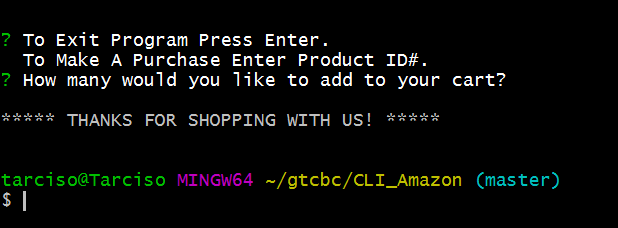 ? To Exit Program Press Enter.
To Make A Purchase Enter Product ID#.
? How many would you like to add to your cart?
***** THANKS FOR SHOPPING WITH US! *****
tarciso@Tarciso MINGW64 ~/gtcbc/CLI_Amazon (master)
$